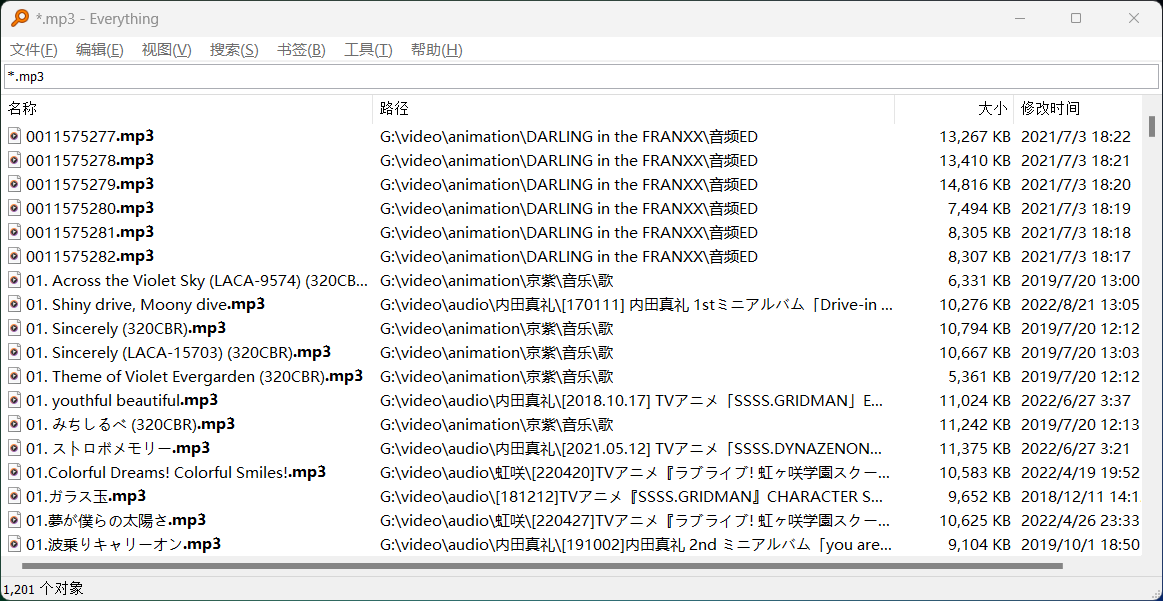 *.mp3 - Everything
文件(F) 编辑(E) 视图(V) 搜索(S) 书签(B) 工具(T) 帮助(H)
*.mp3
名称 路径 大小 修改时间
0011575277.mp3 G:\video\animation\DARLING in the FRANXX\音频ED 13,267 KB 2021/7/3 18:22
0011575278.mp3 G:\video\animation\DARLING in the FRANXX\音频ED 13,410 KB 2021/7/3 18:21
0011575279.mp3 G:\video\animation\DARLING in the FRANXX\音频ED 14,816 KB 2021/7/3 18:20
0011575280.mp3 G:\video\animation\DARLING in the FRANXX\音频ED 7,494 KB 2021/7/3 18:19
0011575281.mp3 G:\video\animation\DARLING in the FRANXX\音频ED 8,305 KB 2021/7/3 18:18
0011575282.mp3 G:\video\animation\DARLING in the FRANXX\音频ED 8,307 KB 2021/7/3 18:17
01. Across the Violet Sky (LACA-9574) (320CB... G:\video\animation\京紫\音乐\歌 6,331 KB 2019/7/20 13:00
01. Shiny drive, Moony dive.mp3 G:\video\audio\内田真礼\[170111] 内田真礼 1stミニアルバム「Drive-in ... 10,276 KB 2022/8/21 13:05
01. Sincerely (320CBR).mp3 G:\video\animation\京紫\音乐\歌 10,794 KB 2019/7/20 12:12
01. Sincerely (LACA-15703) (320CBR).mp3 G:\video\animation\京紫\音乐\歌 10,667 KB 2019/7/20 13:03
01. Theme of Violet Evergarden (320CBR).mp3 G:\video\animation\京紫\音乐\歌 5,361 KB 2019/7/20 12:12
01. youthful beautiful.mp3 G:\video\audio\内田真礼\[2018.10.17] TVアニメ「SSSS.GRIDMAN」E... 11,024 KB 2022/6/27 3:37
01. みちしるべ (320CBR).mp3 G:\video\animation\京紫\音乐\歌 11,242 KB 2019/7/20 12:13
01. ストロボメモリー.mp3 G:\video\audio\内田真礼\[2021.05.12] TVアニメ「SSSS.DYNAZENON... 11,375 KB 2022/6/27 3:21
01.Colorful Dreams! Colorful Smiles!.mp3 G:\video\audio\虹咲\[220420]TVアニメ『ラブライブ! 虹ヶ咲学園スクー... 10,583 KB 2022/4/19 19:52
01.ガラス玉.mp3 G:\video\audio\[181212]TVアニメ『SSSS.GRIDMAN』CHARACTER S... 9,652 KB 2018/12/11 14:1
01.夢が僕らの太陽さ.mp3 G:\video\audio\虹咲\[220427]TVアニメ『ラブライブ! 虹ヶ咲学園スクー... 10,625 KB 2022/4/26 23:33
01.波乗りキャリーオン.mp3 G:\video\audio\内田真礼\[191002]内田真礼 2nd ミニアルバム「you are... 9,104 KB 2019/10/1 18:50
1,201 个对象